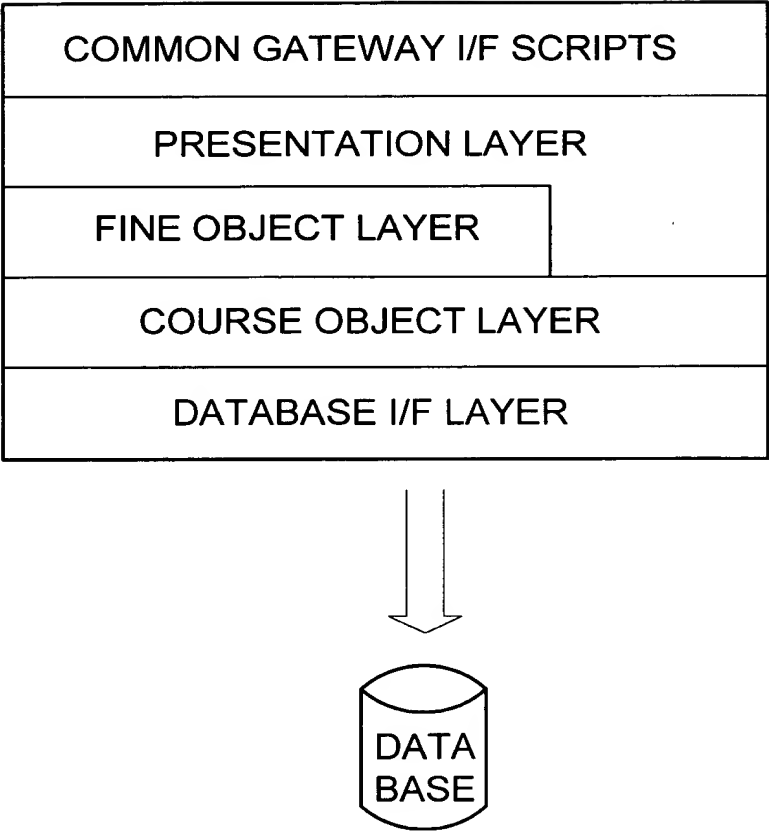 COMMON GATEWAY I/F SCRIPTS
PRESENTATION LAYER
FINE OBJECT LAYER
COURSE OBJECT LAYER
DATABASE I/F LAYER
DATA
BASE